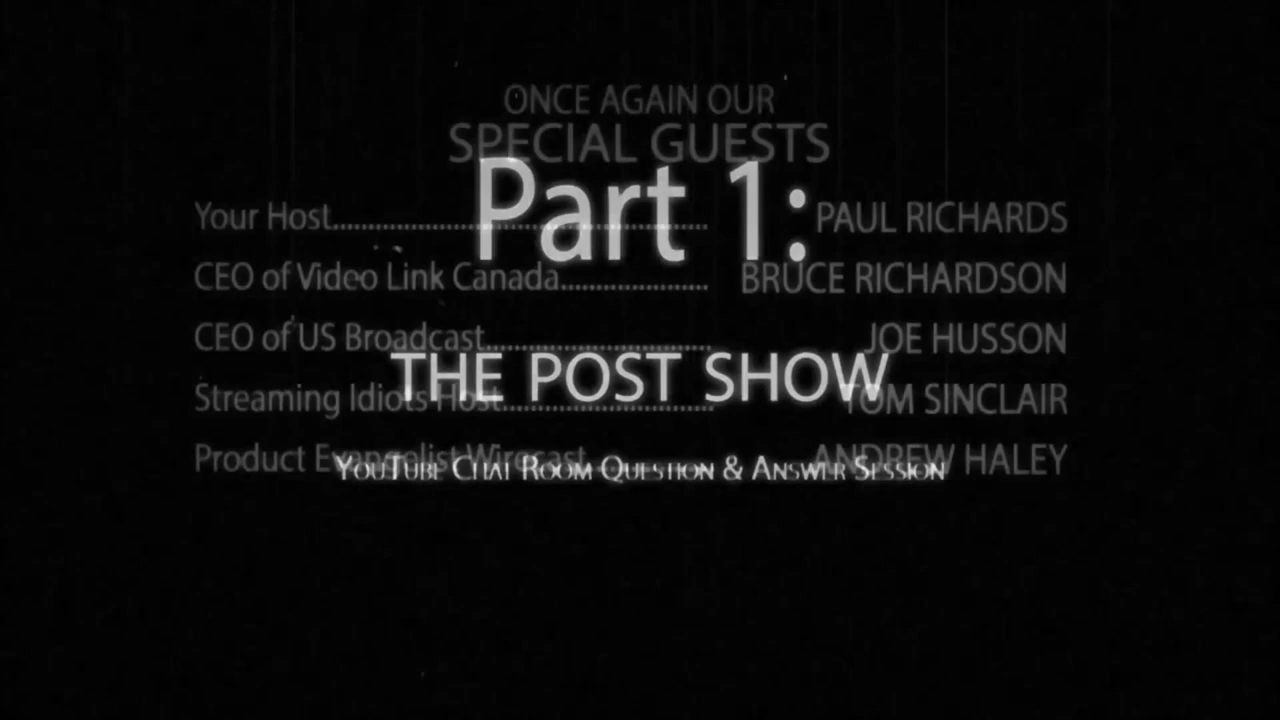 ONCE AGAIN OUR
SPECIAL GUESTS
Part 1:
Your Host.......................................................... PAUL RICHARDS
CEO of Video Link Canada....................... BRUCE RICHARDSON
CEO of US Broadcast................................... JOE HUSSON
THE POST SHOW
Streaming Idiots Host................................. TOM SINCLAIR
Product Evangelist Wirecast.................... ANDREW HALEY
YouTube Chat Room Question & Answer Session